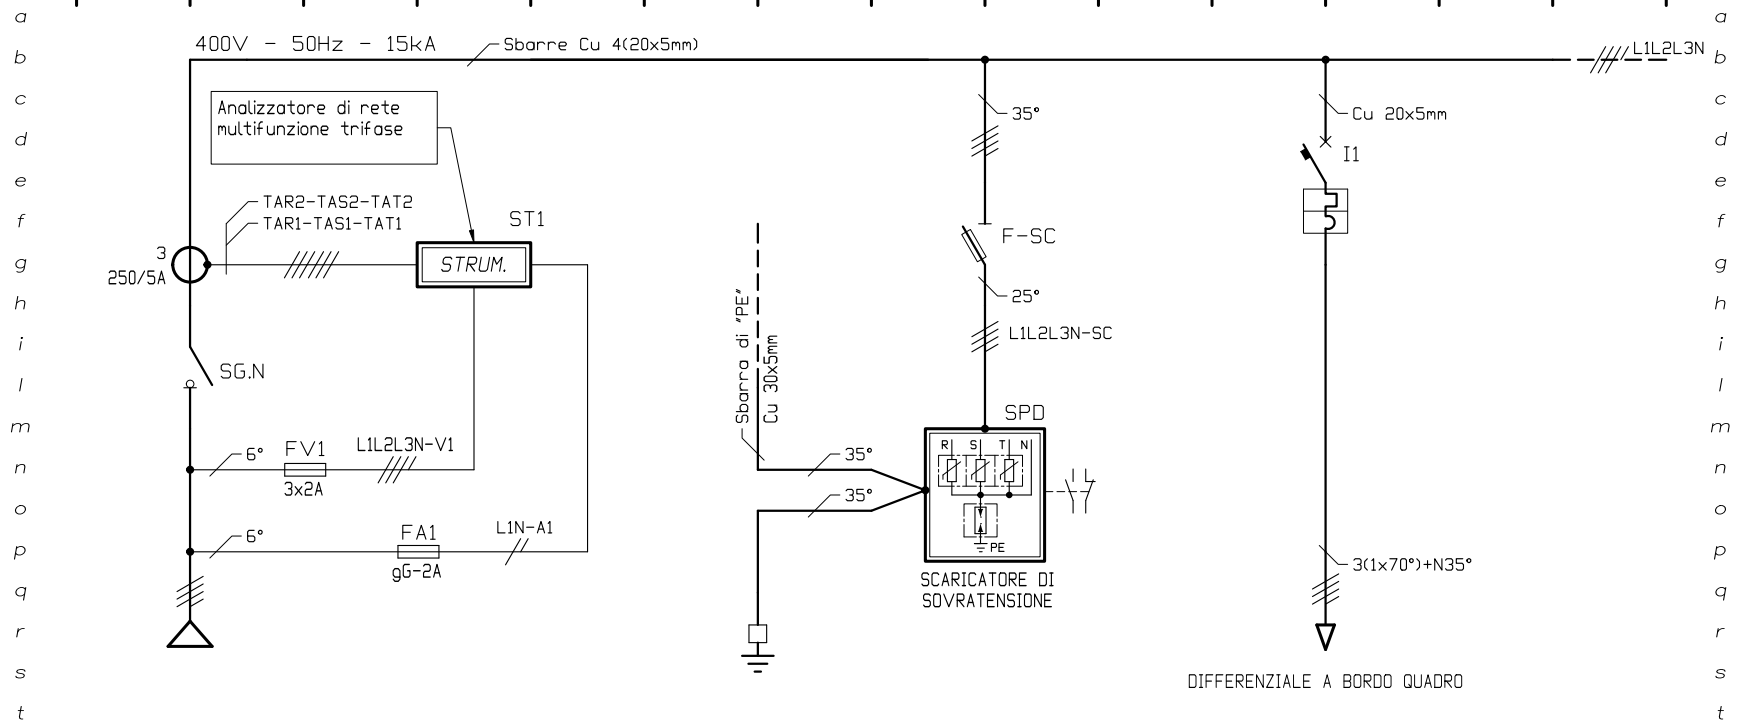 a a
400V - 50Hz - 15kA Sbarre Cu 4(20x5mm) L1L2L3N
b b
Analizzatore di rete
multifunzione trifase
c c
35° Cu 20x5mm
d d
I1
e e
TAR2-TAS2-TAT2
TAR1-TAS1-TAT1
ST1
f f
F-SC
3
250/5A
STRUM.
g g
25°
h h
L1L2L3N-SC
Sbarra di "PE"
Cu 30x5mm
i i
SG.N
l l
SPD
m m
R S T N
6° FV1 L1L2L3N-V1 35°
3x2A
n n
35°
o o
6° FA1 L1N-A1
gG-2A
PE
p p
3(1x70°)+N35°
SCARICATORE DI
SOVRATENSIONE
q q
r r
s s
DIFFERENZIALE A BORDO QUADRO
t t